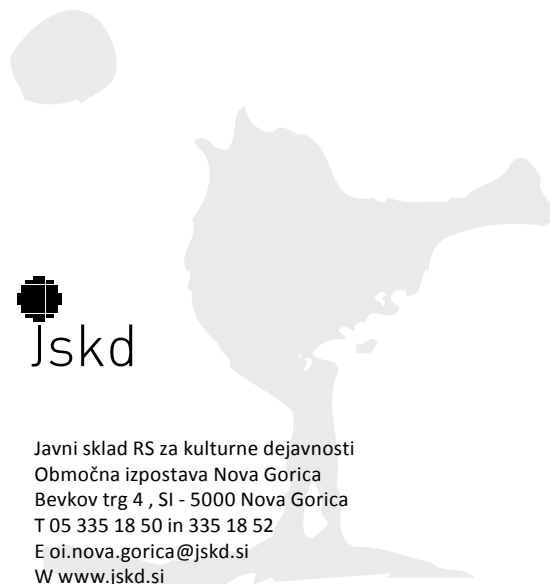 Jskd
Javni sklad RS za kulturne dejavnosti
Območna izpostava Nova Gorica
Bevkov trg 4 , SI - 5000 Nova Gorica
T 05 335 18 50 in 335 18 52
E oi.nova.gorica@jskd.si
W www.jskd.si